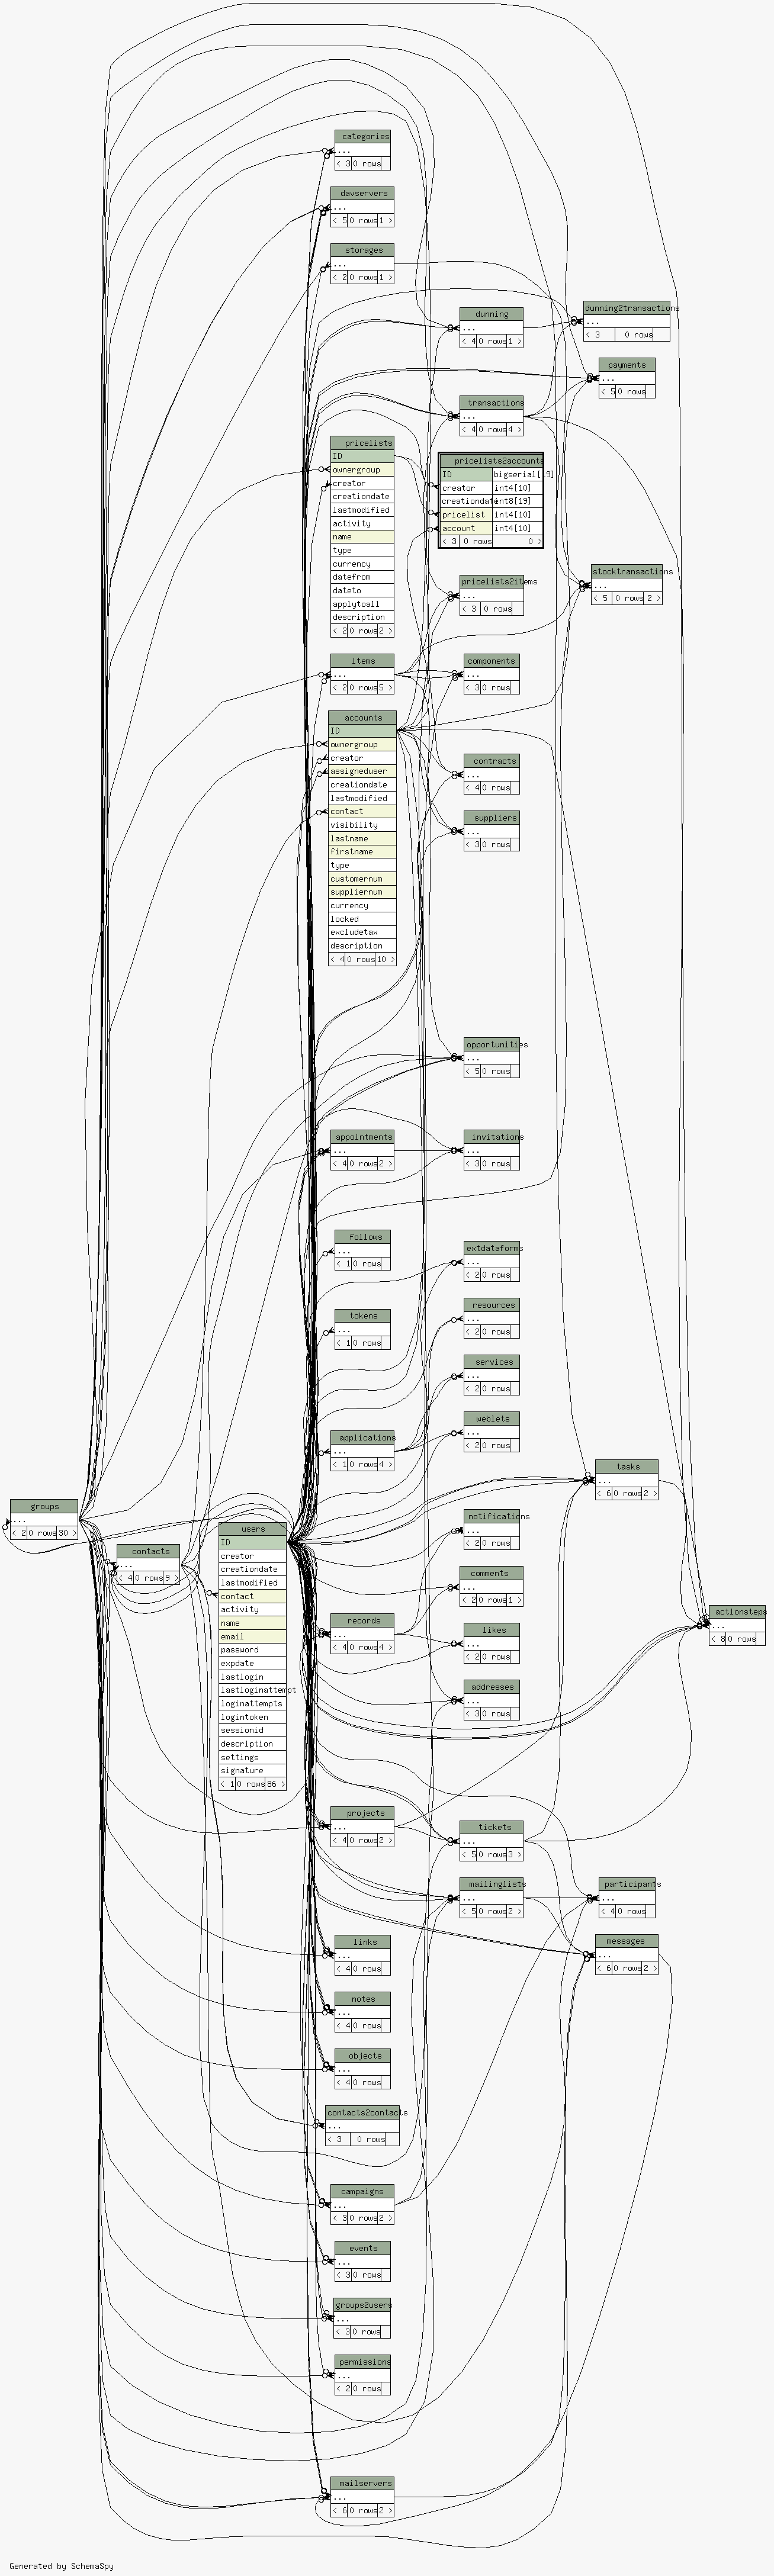 categories
...
< 3 0 rows
davservers
...
< 5 0 rows 1 >
storages
...
< 2 0 rows 1 >
dunning
...
< 4 0 rows 1 >
dunning2transactions
...
< 3 0 rows
payments
...
< 5 0 rows
transactions
...
< 4 0 rows 4 >
pricelists
ID
ownergroup
creator
creationdate
lastmodified
activity
name
type
currency
datefrom
dateto
applytoall
description
< 2 0 rows 2 >
pricelists2accounts
ID bigserial[19]
creator int4[10]
creationdate int8[19]
pricelist int4[10]
account int4[10]
< 3 0 rows 0 >
pricelists2items
...
< 3 0 rows
stocktransactions
...
< 5 0 rows 2 >
items
...
< 2 0 rows 5 >
components
...
< 3 0 rows
accounts
ID
ownergroup
creator
assigneduser
creationdate
lastmodified
contact
visibility
lastname
firstname
type
customernum
suppliernum
currency
locked
excludetax
description
< 4 0 rows 10 >
contracts
...
< 4 0 rows
suppliers
...
< 3 0 rows
opportunities
...
< 5 0 rows
appointments
...
< 4 0 rows 2 >
invitations
...
< 3 0 rows
follows
...
< 1 0 rows
extdataforms
...
< 2 0 rows
tokens
...
< 1 0 rows
resources
...
< 2 0 rows
services
...
< 2 0 rows
applications
...
< 1 0 rows 4 >
weblets
...
< 2 0 rows
tasks
...
< 6 0 rows 2 >
groups
...
< 2 0 rows 30 >
contacts
...
< 4 0 rows 9 >
users
ID
creator
creationdate
lastmodified
contact
activity
name
email
password
expdate
lastlogin
lastloginattempt
loginattempts
logintoken
sessionid
description
settings
signature
< 1 0 rows 86 >
notifications
...
< 2 0 rows
comments
...
< 2 0 rows 1 >
records
...
< 4 0 rows 4 >
likes
...
< 2 0 rows
actionsteps
...
< 8 0 rows
addresses
...
< 3 0 rows
projects
...
< 4 0 rows 2 >
tickets
...
< 5 0 rows 3 >
mailinglists
...
< 5 0 rows 2 >
participants
...
< 4 0 rows
links
...
< 4 0 rows
messages
...
< 6 0 rows 2 >
notes
...
< 4 0 rows
objects
...
< 4 0 rows
contacts2contacts
...
< 3 0 rows
campaigns
...
< 3 0 rows 2 >
events
...
< 3 0 rows
groups2users
...
< 3 0 rows
permissions
...
< 2 0 rows
mailservers
...
< 6 0 rows 2 >
Generated by SchemaSpy